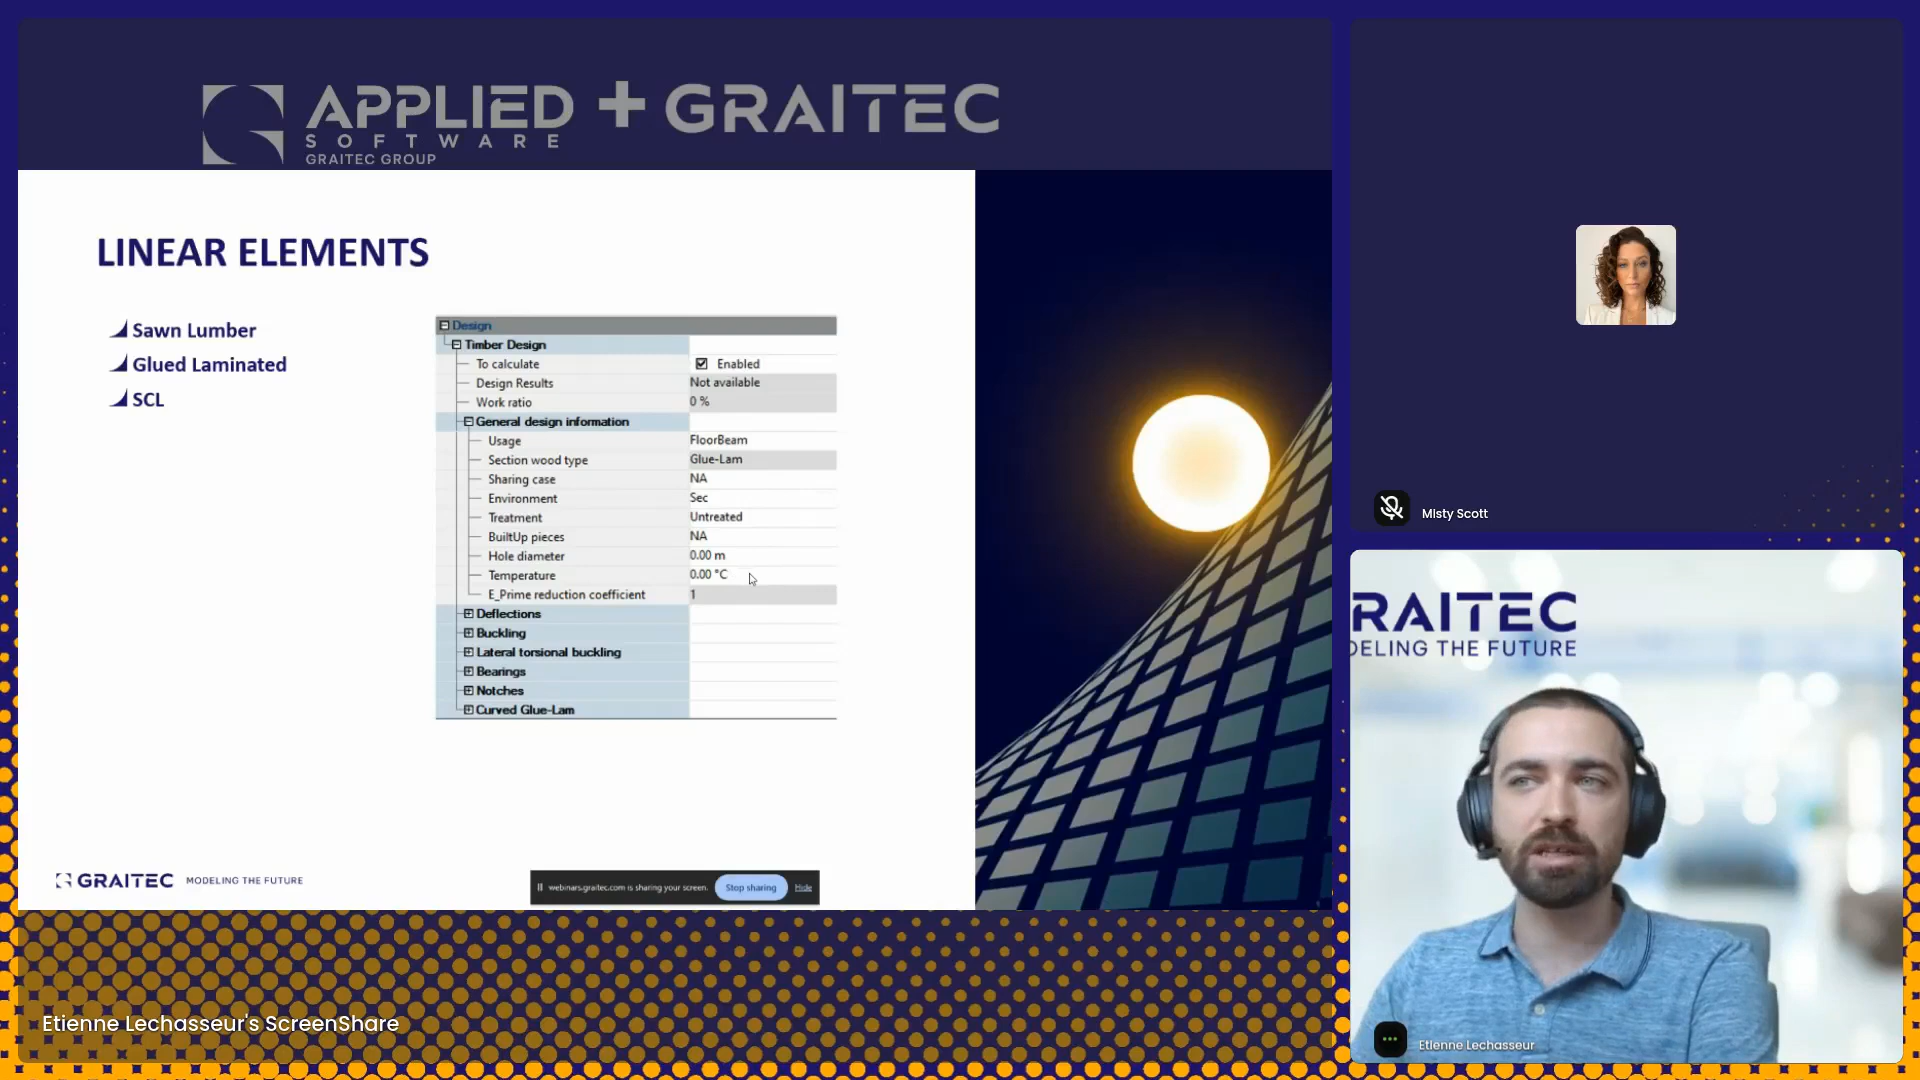 APPLIED + GRAITEC
SOFTWARE
GRAITEC GROUP
LINEAR ELEMENTS
Sawn Lumber
Glued Laminated
SCL
Design
Timber Design
To calculate Enabled
Design Results Not available
Work ratio 0 %
General design information
Usage FloorBeam
Section wood type Glue-Lam
Sharing case NA
Environment Sec
Treatment Untreated
BuiltUp pieces NA
Hole diameter 0.00 m
Temperature 0.00 °C
E_Prime reduction coefficient 1
Deflections
Buckling
Lateral torsional buckling
Bearings
Notches
Curved Glue-Lam
GRAITEC MODELING THE FUTURE
webinars.graitec.com is sharing your screen. Stop sharing Hide
Etienne Lechasseur's ScreenShare
Misty Scott
RAITEC
DELING THE FUTURE
Etienne Lechasseur